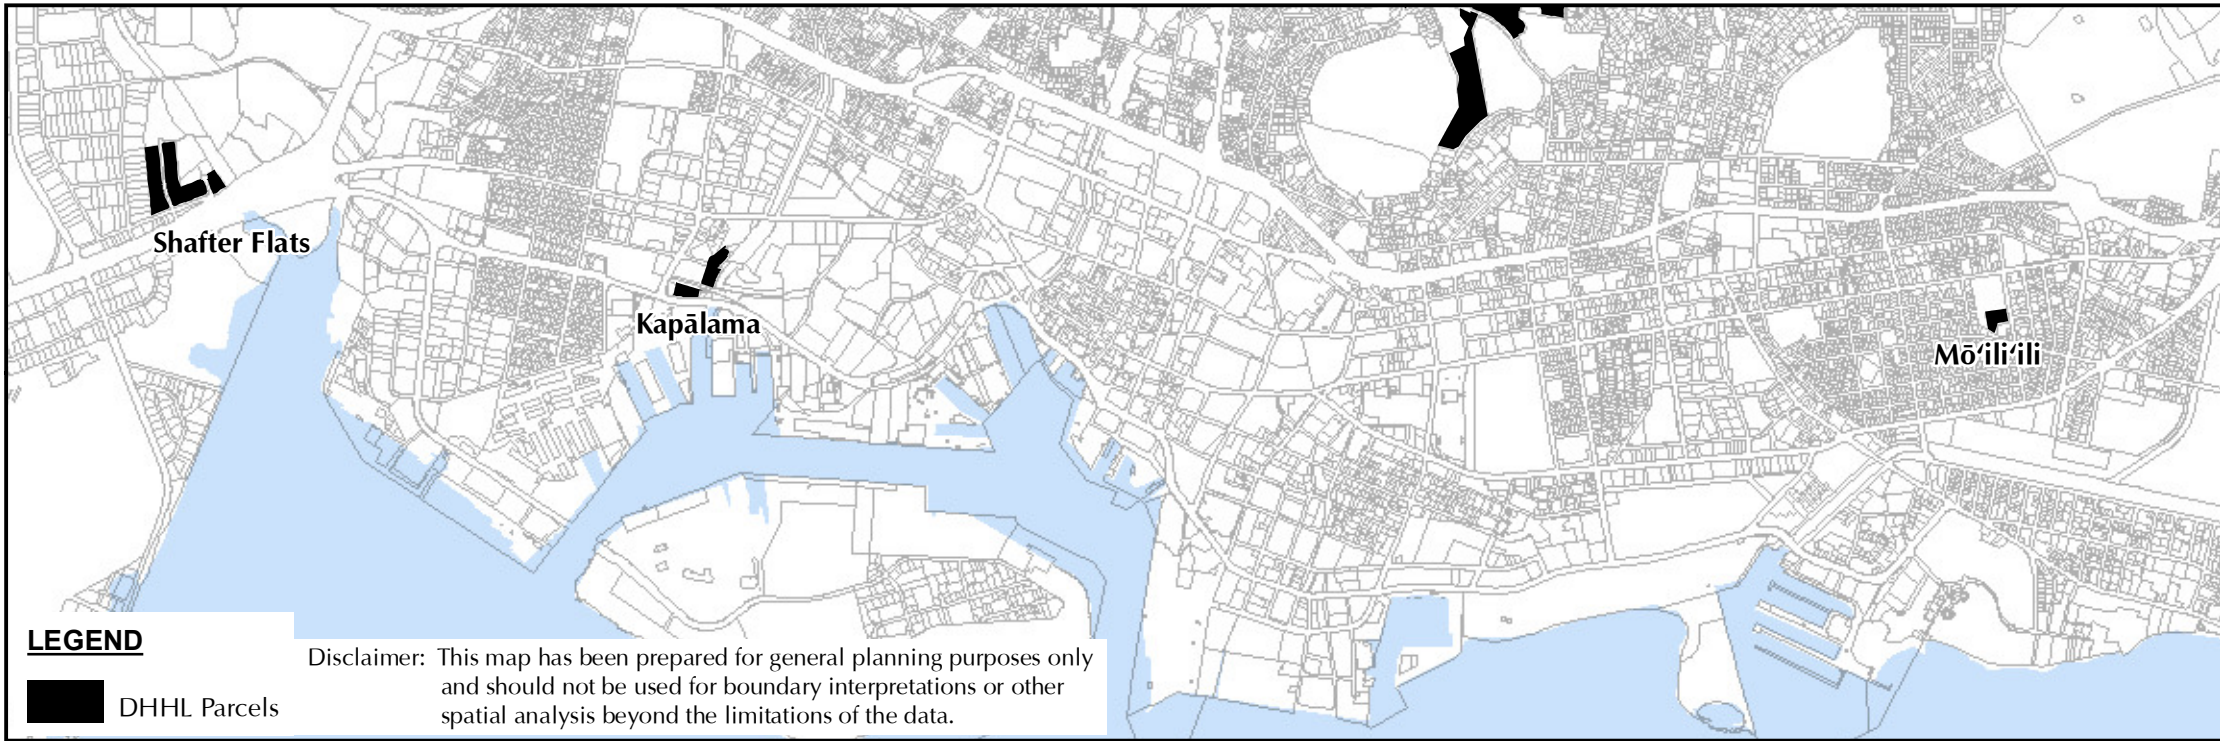 Shafter Flats
Kapālama
Mōʻiliʻili
LEGEND
DHHL Parcels
Disclaimer: This map has been prepared for general planning purposes only
and should not be used for boundary interpretations or other
spatial analysis beyond the limitations of the data.